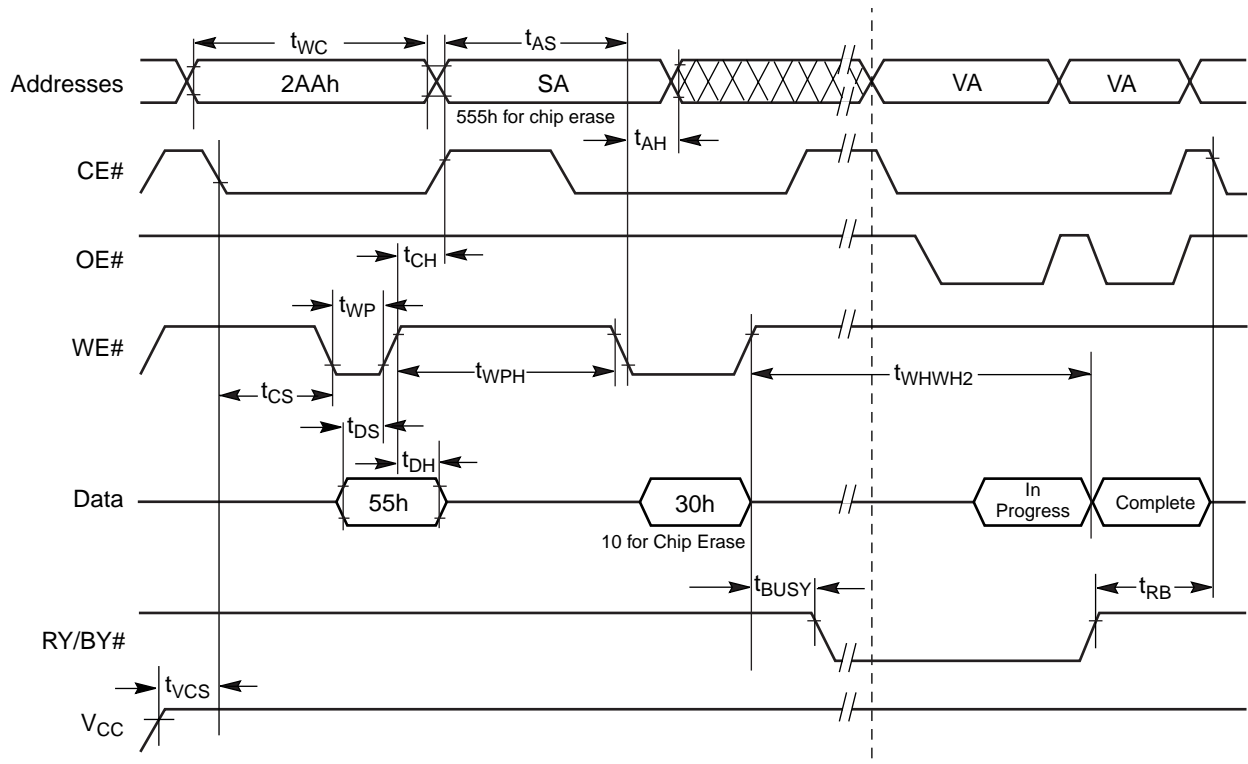 tWC
tAS
Addresses
2AAh
SA
VA
VA
555h for chip erase
tAH
CE#
OE#
tCH
tWP
WE#
tWPH
tWHWH2
tCS
tDS
tDH
Data
55h
30h
In
Progress
Complete
10 for Chip Erase
tBUSY
tRB
RY/BY#
tVCS
VCC